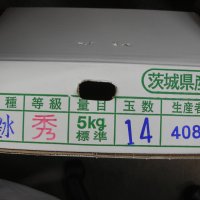 茨城県産
種 等級 量目 玉数 生産者
水 秀 5kg 標準 14 408